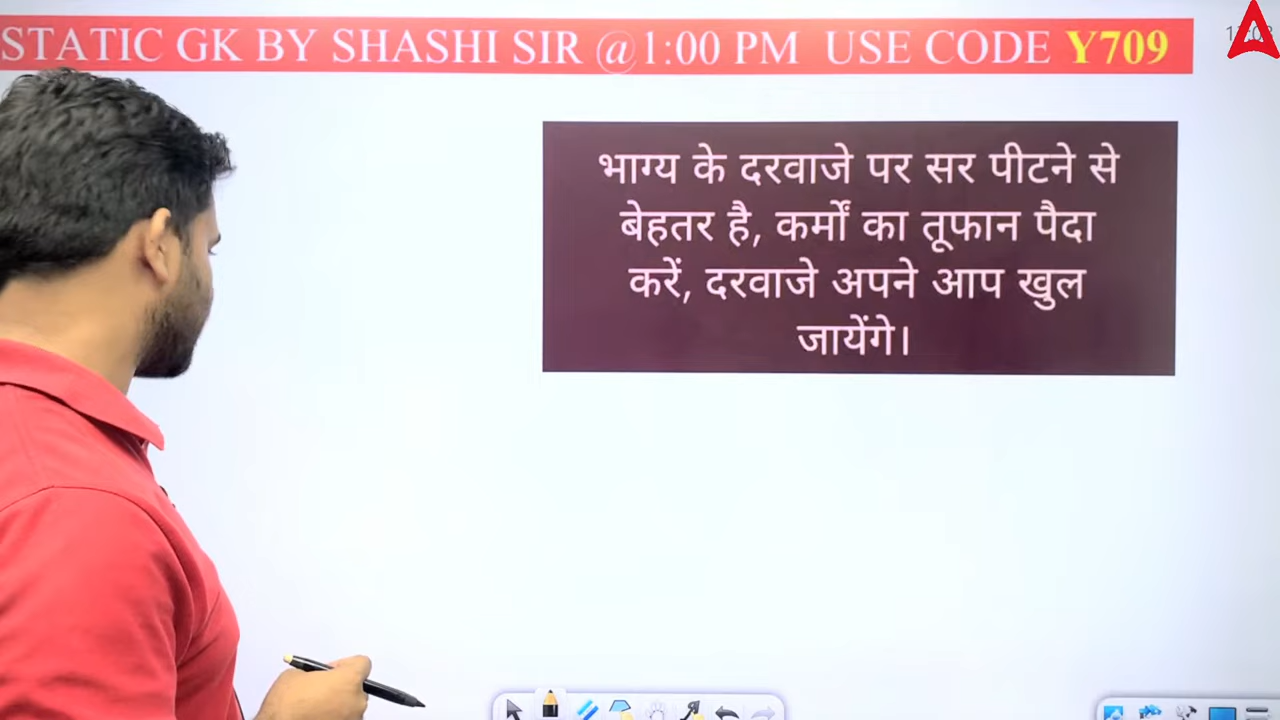 STATIC GK BY SHASHI SIR @1:00 PM USE CODE Y709
भाग्य के दरवाजे पर सर पीटने से
बेहतर है, कर्मों का तूफान पैदा
करें, दरवाजे अपने आप खुल
जायेंगे।